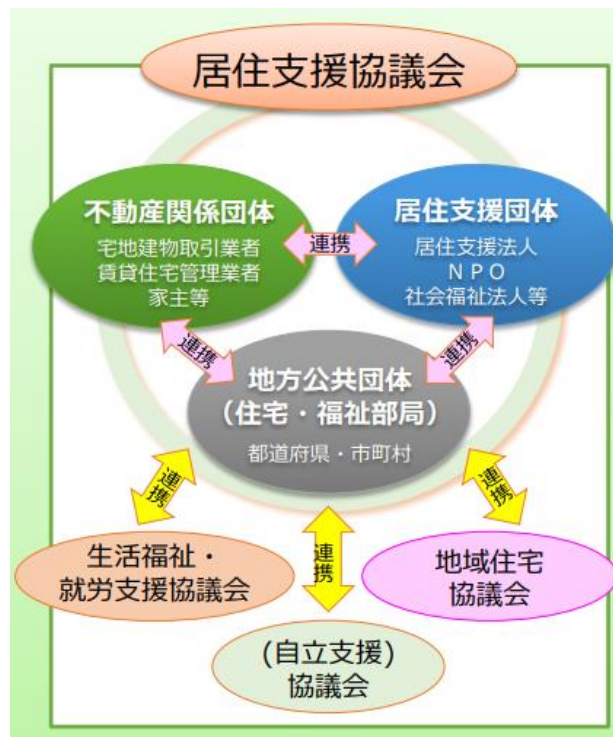 居住支援協議会
不動産関係団体
宅地建物取引業者
賃貸住宅管理業者
家主等
連携
居住支援団体
居住支援法人
ＮＰＯ
社会福祉法人等
連携
連携
地方公共団体
（住宅・福祉部局）
都道府県・市町村
連携
連携
連携
生活福祉・
就労支援協議会
(自立支援)
協議会
地域住宅
協議会